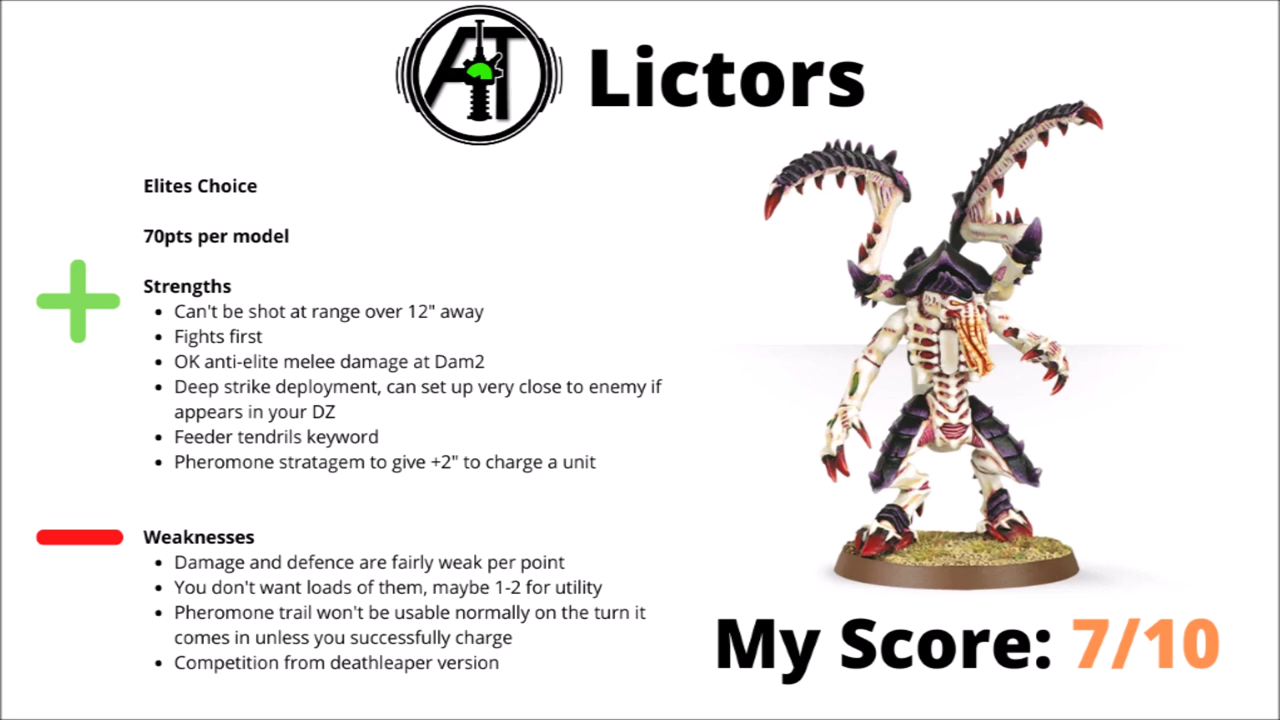 AT
Lictors
Elites Choice
70pts per model
Strengths
• Can't be shot at range over 12" away
• Fights first
• OK anti-elite melee damage at Dam2
• Deep strike deployment, can set up very close to enemy if
appears in your DZ
• Feeder tendrils keyword
• Pheromone stratagem to give +2" to charge a unit
Weaknesses
• Damage and defence are fairly weak per point
• You don't want loads of them, maybe 1-2 for utility
• Pheromone trail won't be usable normally on the turn it
comes in unless you successfully charge
• Competition from deathleaper version
My Score: 7/10